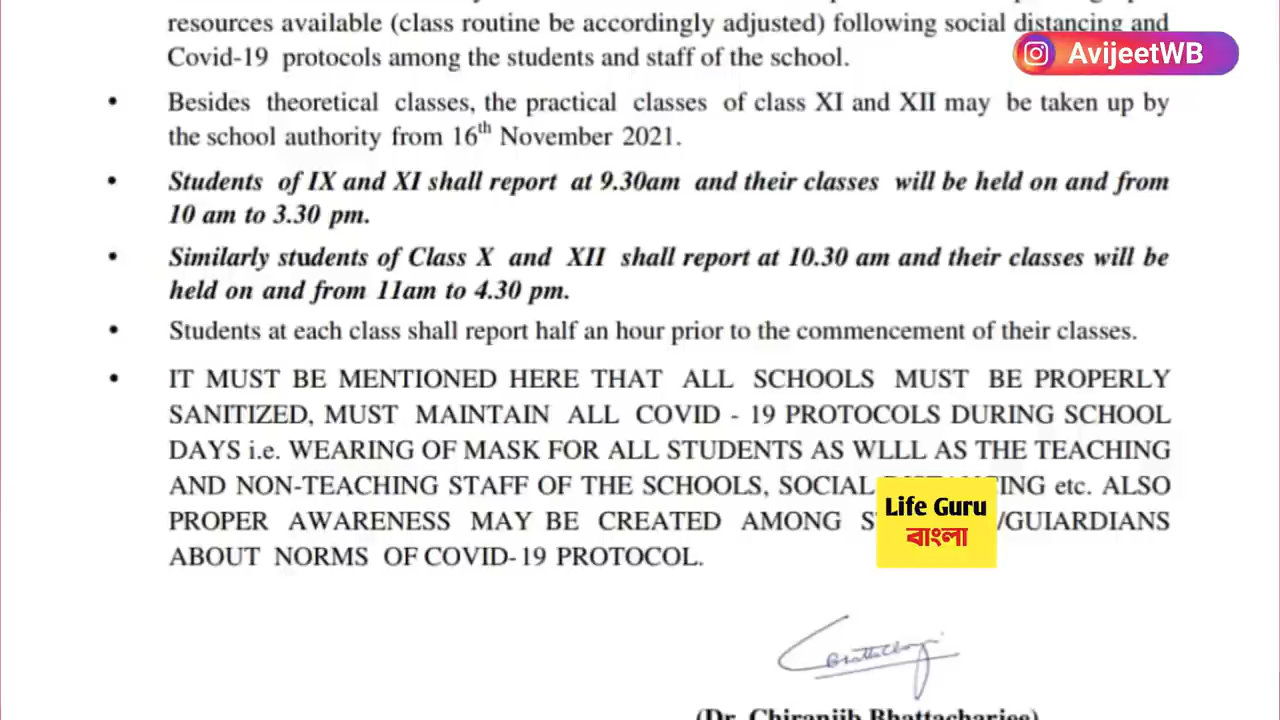 resources available (class routine be accordingly adjusted) following social distancing and
AvijeetWB
Covid-19 protocols among the students and staff of the school.
• Besides theoretical classes, the practical classes of class XI and XII may be taken up by
the school authority from 16th November 2021.
• Students of IX and XI shall report at 9.30am and their classes will be held on and from
10 am to 3.30 pm.
• Similarly students of Class X and XII shall report at 10.30 am and their classes will be
held on and from 11am to 4.30 pm.
• Students at each class shall report half an hour prior to the commencement of their classes.
• IT MUST BE MENTIONED HERE THAT ALL SCHOOLS MUST BE PROPERLY
SANITIZED, MUST MAINTAIN ALL COVID - 19 PROTOCOLS DURING SCHOOL
DAYS i.e. WEARING OF MASK FOR ALL STUDENTS AS WLLL AS THE TEACHING
AND NON-TEACHING STAFF OF THE SCHOOLS, SOCIAL etc. ALSO
PROPER AWARENESS MAY BE CREATED AMONG /GUIARDIANS
ABOUT NORMS OF COVID-19 PROTOCOL.
Life Guru
বাংলা
(Dr. Chiranjib Bhattacharjee)